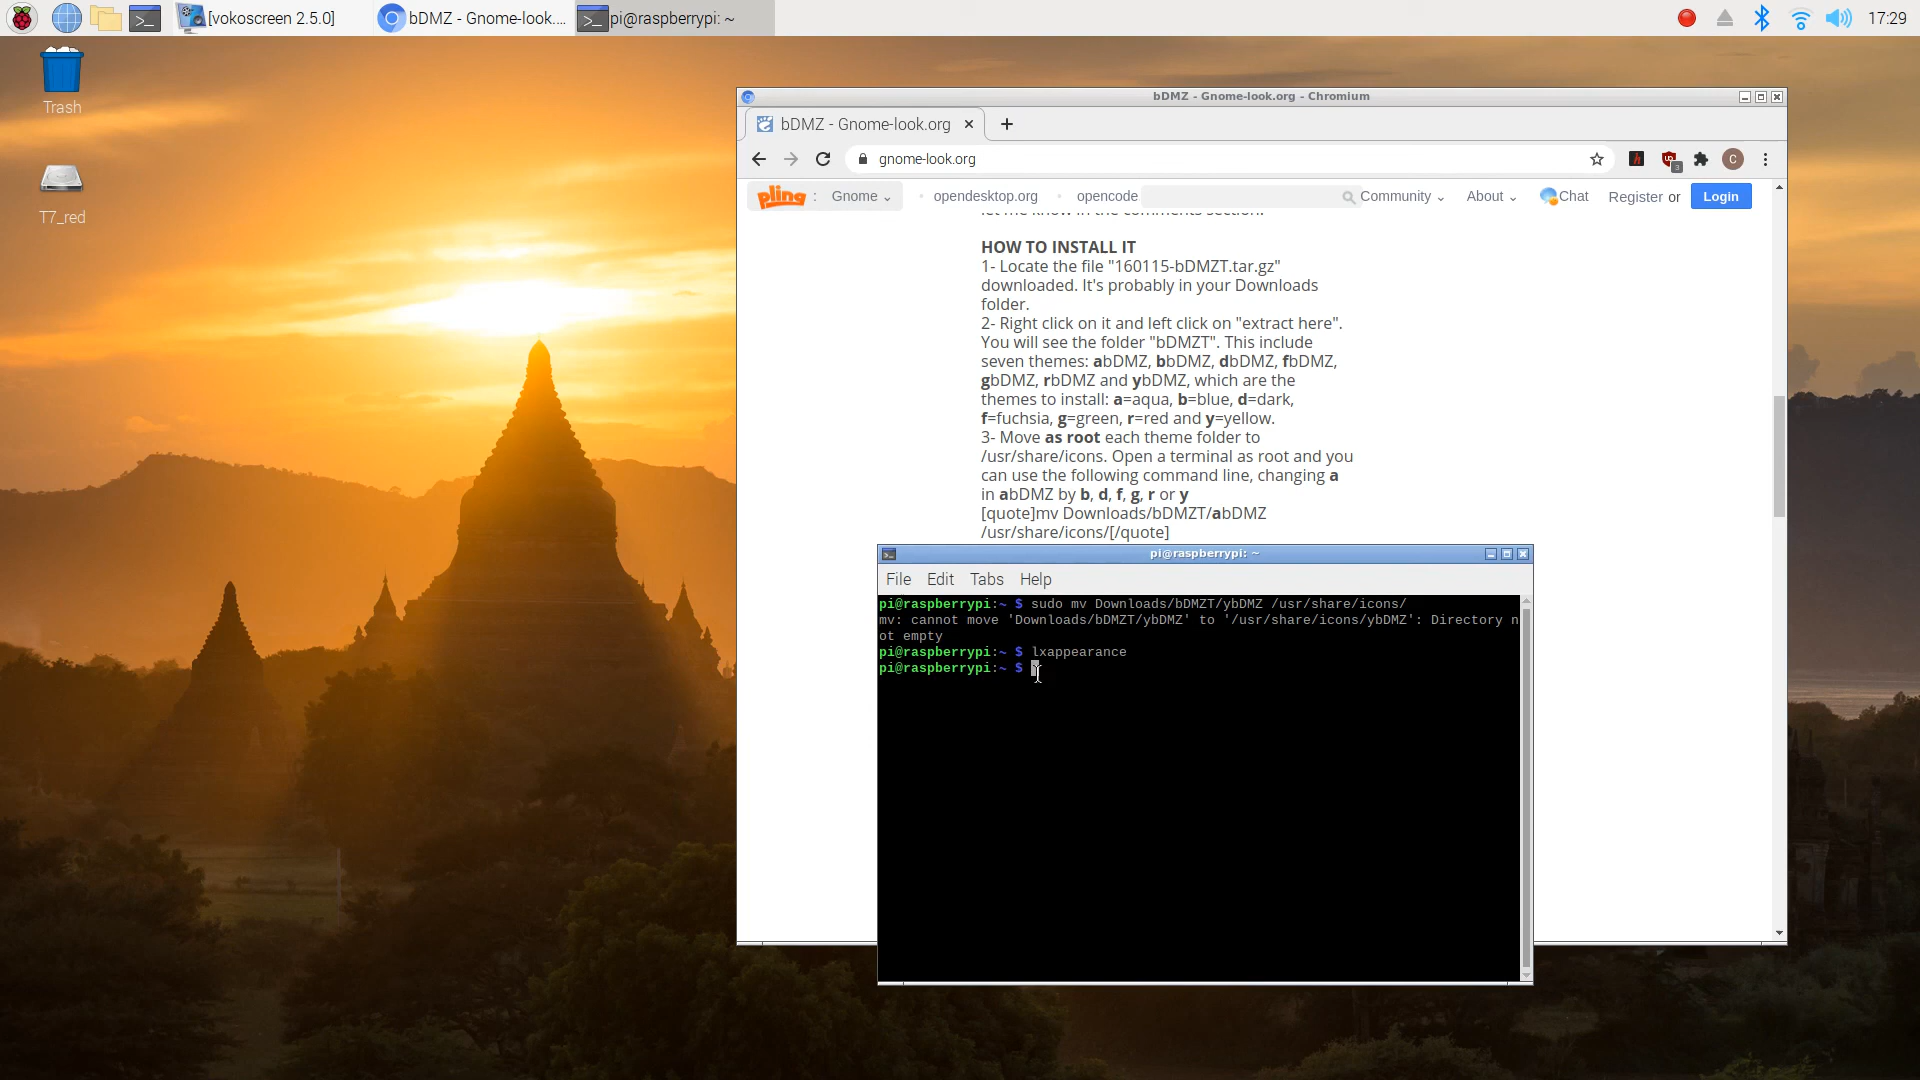 [vokoscreen 2.5.0]
bDMZ - Gnome-look....
pi@raspberrypi: ~
17:29
Trash
T7_red
bDMZ - Gnome-look.org - Chromium
bDMZ - Gnome-look.org
gnome-look.org
C
3
pling : Gnome
opendesktop.org
opencode
Community
About
Chat
Register or
Login
let me know in the comments section.
HOW TO INSTALL IT
1- Locate the file "160115-bDMZT.tar.gz"
downloaded. It's probably in your Downloads
folder.
2- Right click on it and left click on "extract here".
You will see the folder "bDMZT". This include
seven themes: abDMZ, bbDMZ, dbDMZ, fbDMZ,
gbDMZ, rbDMZ and ybDMZ, which are the
themes to install: a=aqua, b=blue, d=dark,
f=fuchsia, g=green, r=red and y=yellow.
3- Move as root each theme folder to
/usr/share/icons. Open a terminal as root and you
can use the following command line, changing a
in abDMZ by b, d, f, g, r or y
[quote]mv Downloads/bDMZT/abDMZ
/usr/share/icons/[/quote]
pi@raspberrypi: ~
File Edit Tabs Help
pi@raspberrypi:~ $ sudo mv Downloads/bDMZT/ybDMZ /usr/share/icons/
mv: cannot move 'Downloads/bDMZT/ybDMZ' to '/usr/share/icons/ybDMZ': Directory n
ot empty
pi@raspberrypi:~ $ lxappearance
pi@raspberrypi:~ $